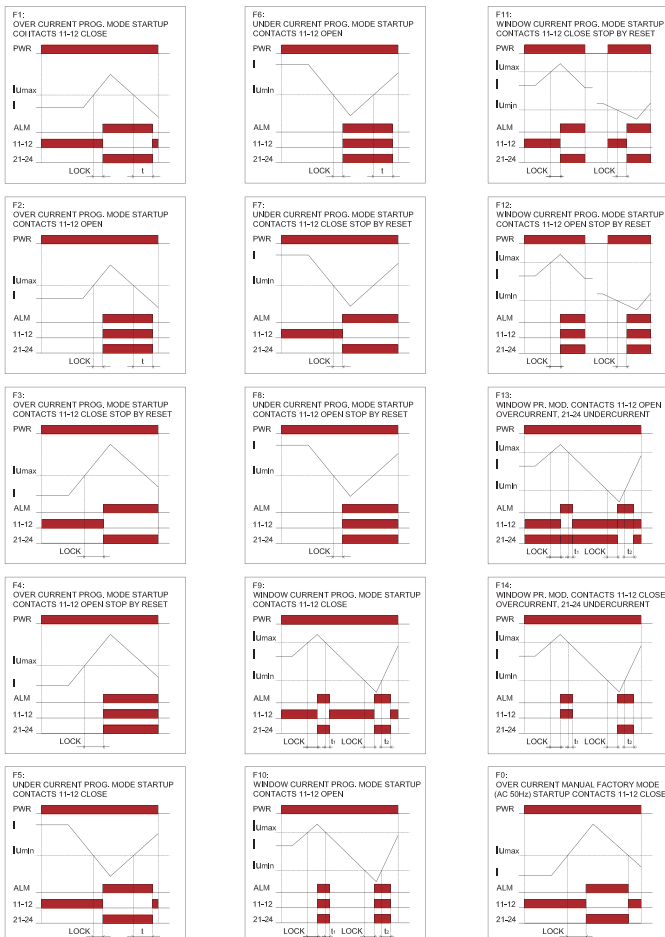 F1:
OVER CURRENT PROG. MODE STARTUP
CONTACTS 11-12 CLOSE
PWR
Iumax
I
ALM
11-12
21-24
LOCK t
F2:
OVER CURRENT PROG. MODE STARTUP
CONTACTS 11-12 OPEN
PWR
Iumax
I
ALM
11-12
21-24
LOCK t
F3:
OVER CURRENT PROG. MODE STARTUP
CONTACTS 11-12 CLOSE STOP BY RESET
PWR
Iumax
I
ALM
11-12
21-24
LOCK
F4:
OVER CURRENT PROG. MODE STARTUP
CONTACTS 11-12 OPEN STOP BY RESET
PWR
Iumax
I
ALM
11-12
21-24
LOCK
F5:
UNDER CURRENT PROG. MODE STARTUP
CONTACTS 11-12 CLOSE
PWR
I
Iumin
ALM
11-12
21-24
LOCK t
F6:
UNDER CURRENT PROG. MODE STARTUP
CONTACTS 11-12 OPEN
PWR
I
Iumin
ALM
11-12
21-24
LOCK t
F7:
UNDER CURRENT PROG. MODE STARTUP
CONTACTS 11-12 CLOSE STOP BY RESET
PWR
I
Iumin
ALM
11-12
21-24
LOCK
F8:
UNDER CURRENT PROG. MODE STARTUP
CONTACTS 11-12 OPEN STOP BY RESET
PWR
I
Iumin
ALM
11-12
21-24
LOCK
F9:
WINDOW CURRENT PROG. MODE STARTUP
CONTACTS 11-12 CLOSE
PWR
Iumax
I
Iumin
ALM
11-12
21-24
LOCK t1 LOCK t2
F10:
WINDOW CURRENT PROG. MODE STARTUP
CONTACTS 11-12 OPEN
PWR
Iumax
I
Iumin
ALM
11-12
21-24
LOCK t1 LOCK t2
F11:
WINDOW CURRENT PROG. MODE STARTUP
CONTACTS 11-12 CLOSE STOP BY RESET
PWR
Iumax
I
Iumin
ALM
11-12
21-24
LOCK LOCK
F12:
WINDOW CURRENT PROG. MODE STARTUP
CONTACTS 11-12 OPEN STOP BY RESET
PWR
Iumax
I
Iumin
ALM
11-12
21-24
LOCK LOCK
F13:
WINDOW PR. MOD. CONTACTS 11-12 OPEN
OVERCURRENT, 21-24 UNDERCURRENT
PWR
Iumax
I
Iumin
ALM
11-12
21-24
LOCK t1 LOCK t2
F14:
WINDOW PR. MOD. CONTACTS 11-12 CLOSE
OVERCURRENT, 21-24 UNDERCURRENT
PWR
Iumax
I
Iumin
ALM
11-12
21-24
LOCK t1 LOCK t2
F0:
OVER CURRENT MANUAL FACTORY MODE
(AC 50Hz) STARTUP CONTACTS 11-12 CLOSE
PWR
Iumax
I
ALM
11-12
21-24
LOCK